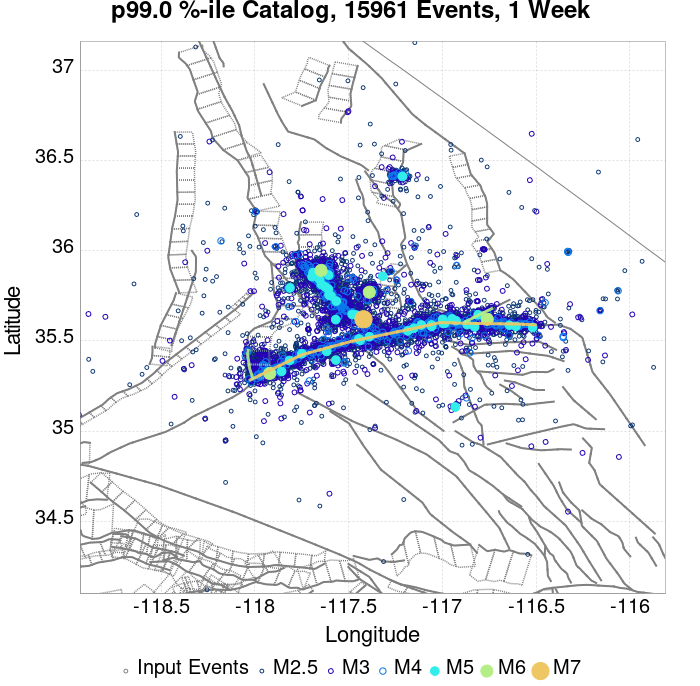 p99.0 %-ile Catalog, 15961 Events, 1 Week
37
36.5
36
35.5
35
34.5
Latitude
-118.5 -118 -117.5 -117 -116.5 -116
Longitude
Input Events M2.5 M3 M4 M5 M6 M7